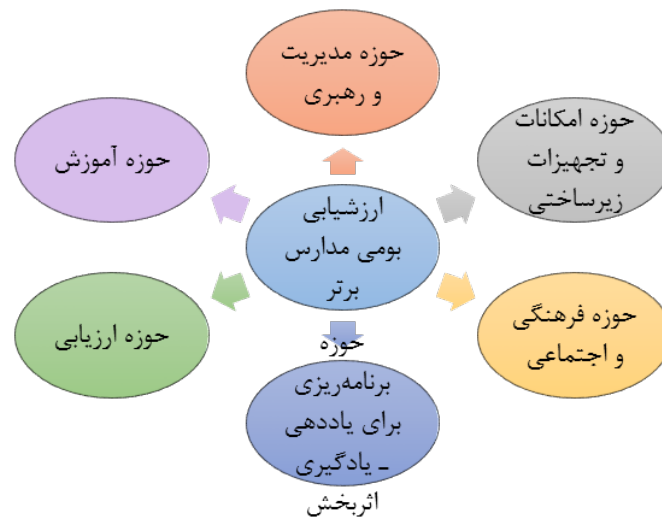 حوزه مدیریت
و رهبری
حوزه امکانات
و تجهیزات
زیرساختی
حوزه آموزش
ارزشیابی
بومی مدارس
برتر
حوزه فرهنگی
و اجتماعی
حوزه ارزیابی
حوزه
برنامه‌ریزی
برای یاددهی
ـ یادگیری
اثربخش